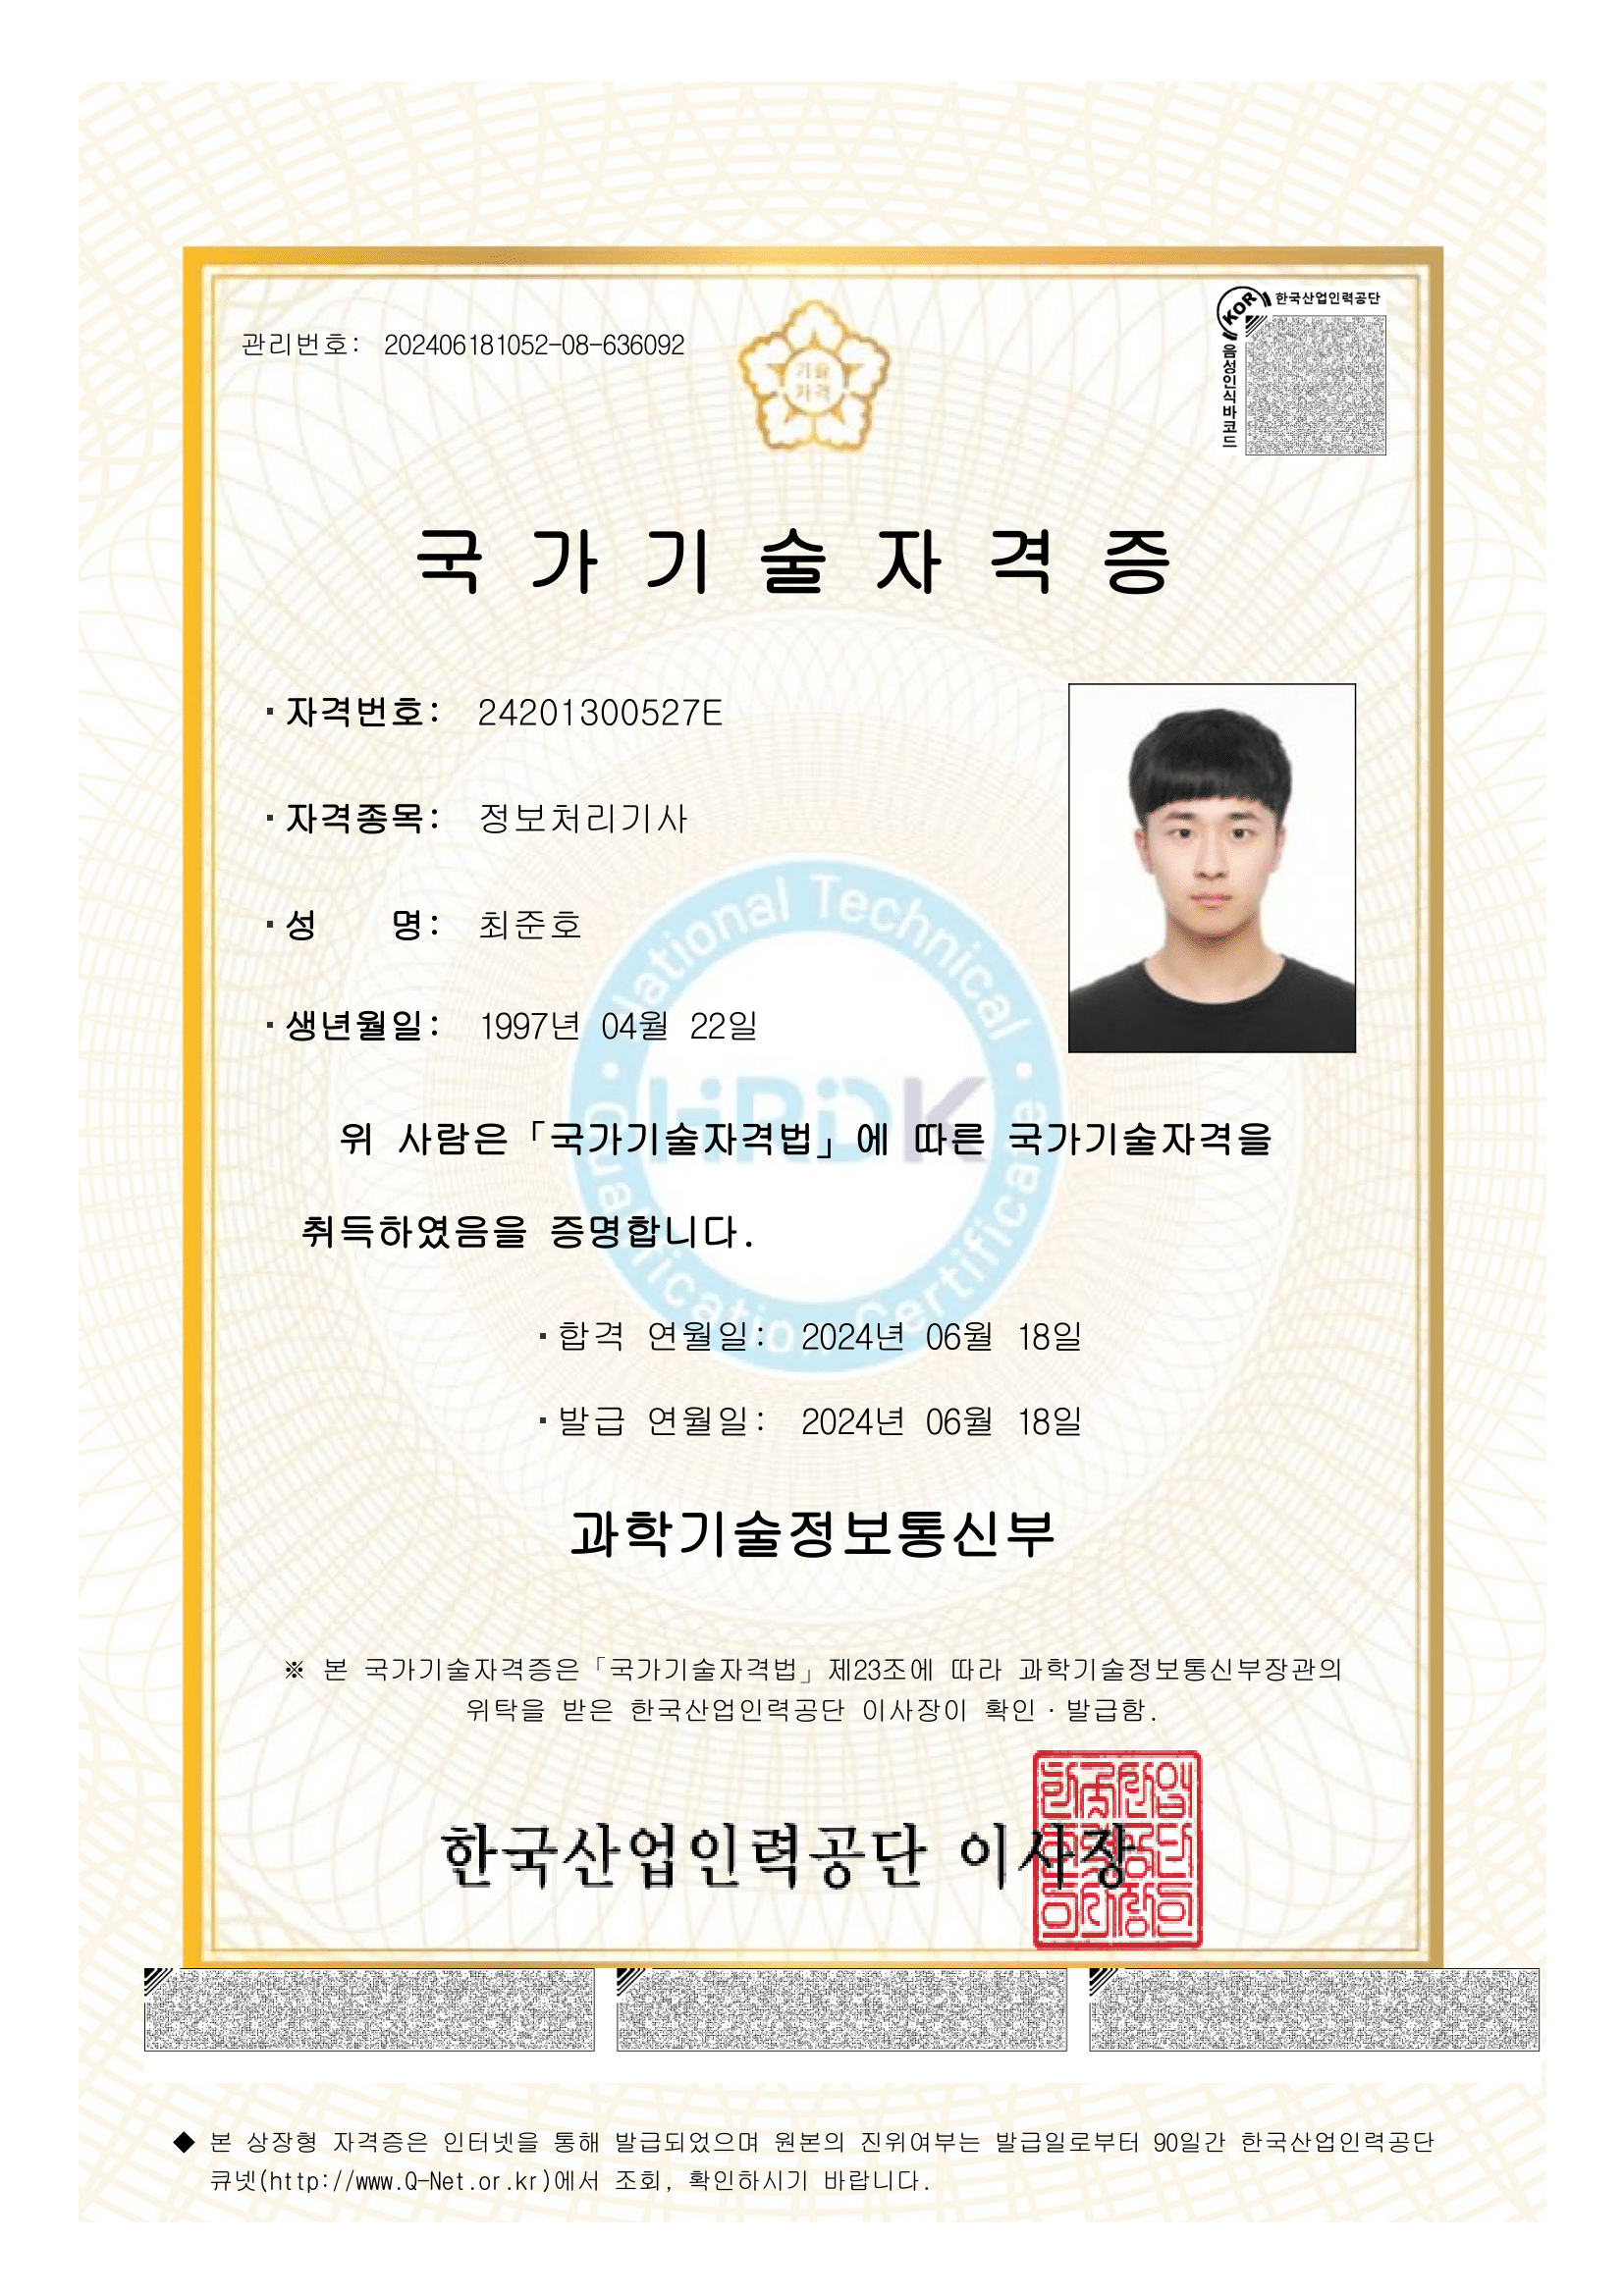 관리번호: 202406181052-08-636092
기술
자격
KOR 한국산업인력공단
음성인식바코드
국가기술자격증
· 자격번호: 24201300527E
· 자격종목: 정보처리기사
· 성 명: 최준호
· 생년월일: 1997년 04월 22일
National Technical Qualification Certificate
HRDK
위 사람은「국가기술자격법」에 따른 국가기술자격을
취득하였음을 증명합니다.
· 합격 연월일: 2024년 06월 18일
· 발급 연월일: 2024년 06월 18일
과학기술정보통신부
※ 본 국가기술자격증은「국가기술자격법」제23조에 따라 과학기술정보통신부장관의
위탁을 받은 한국산업인력공단 이사장이 확인·발급함.
한국산업인력공단 이사장
◆ 본 상장형 자격증은 인터넷을 통해 발급되었으며 원본의 진위여부는 발급일로부터 90일간 한국산업인력공단
큐넷(http://www.Q-Net.or.kr)에서 조회, 확인하시기 바랍니다.